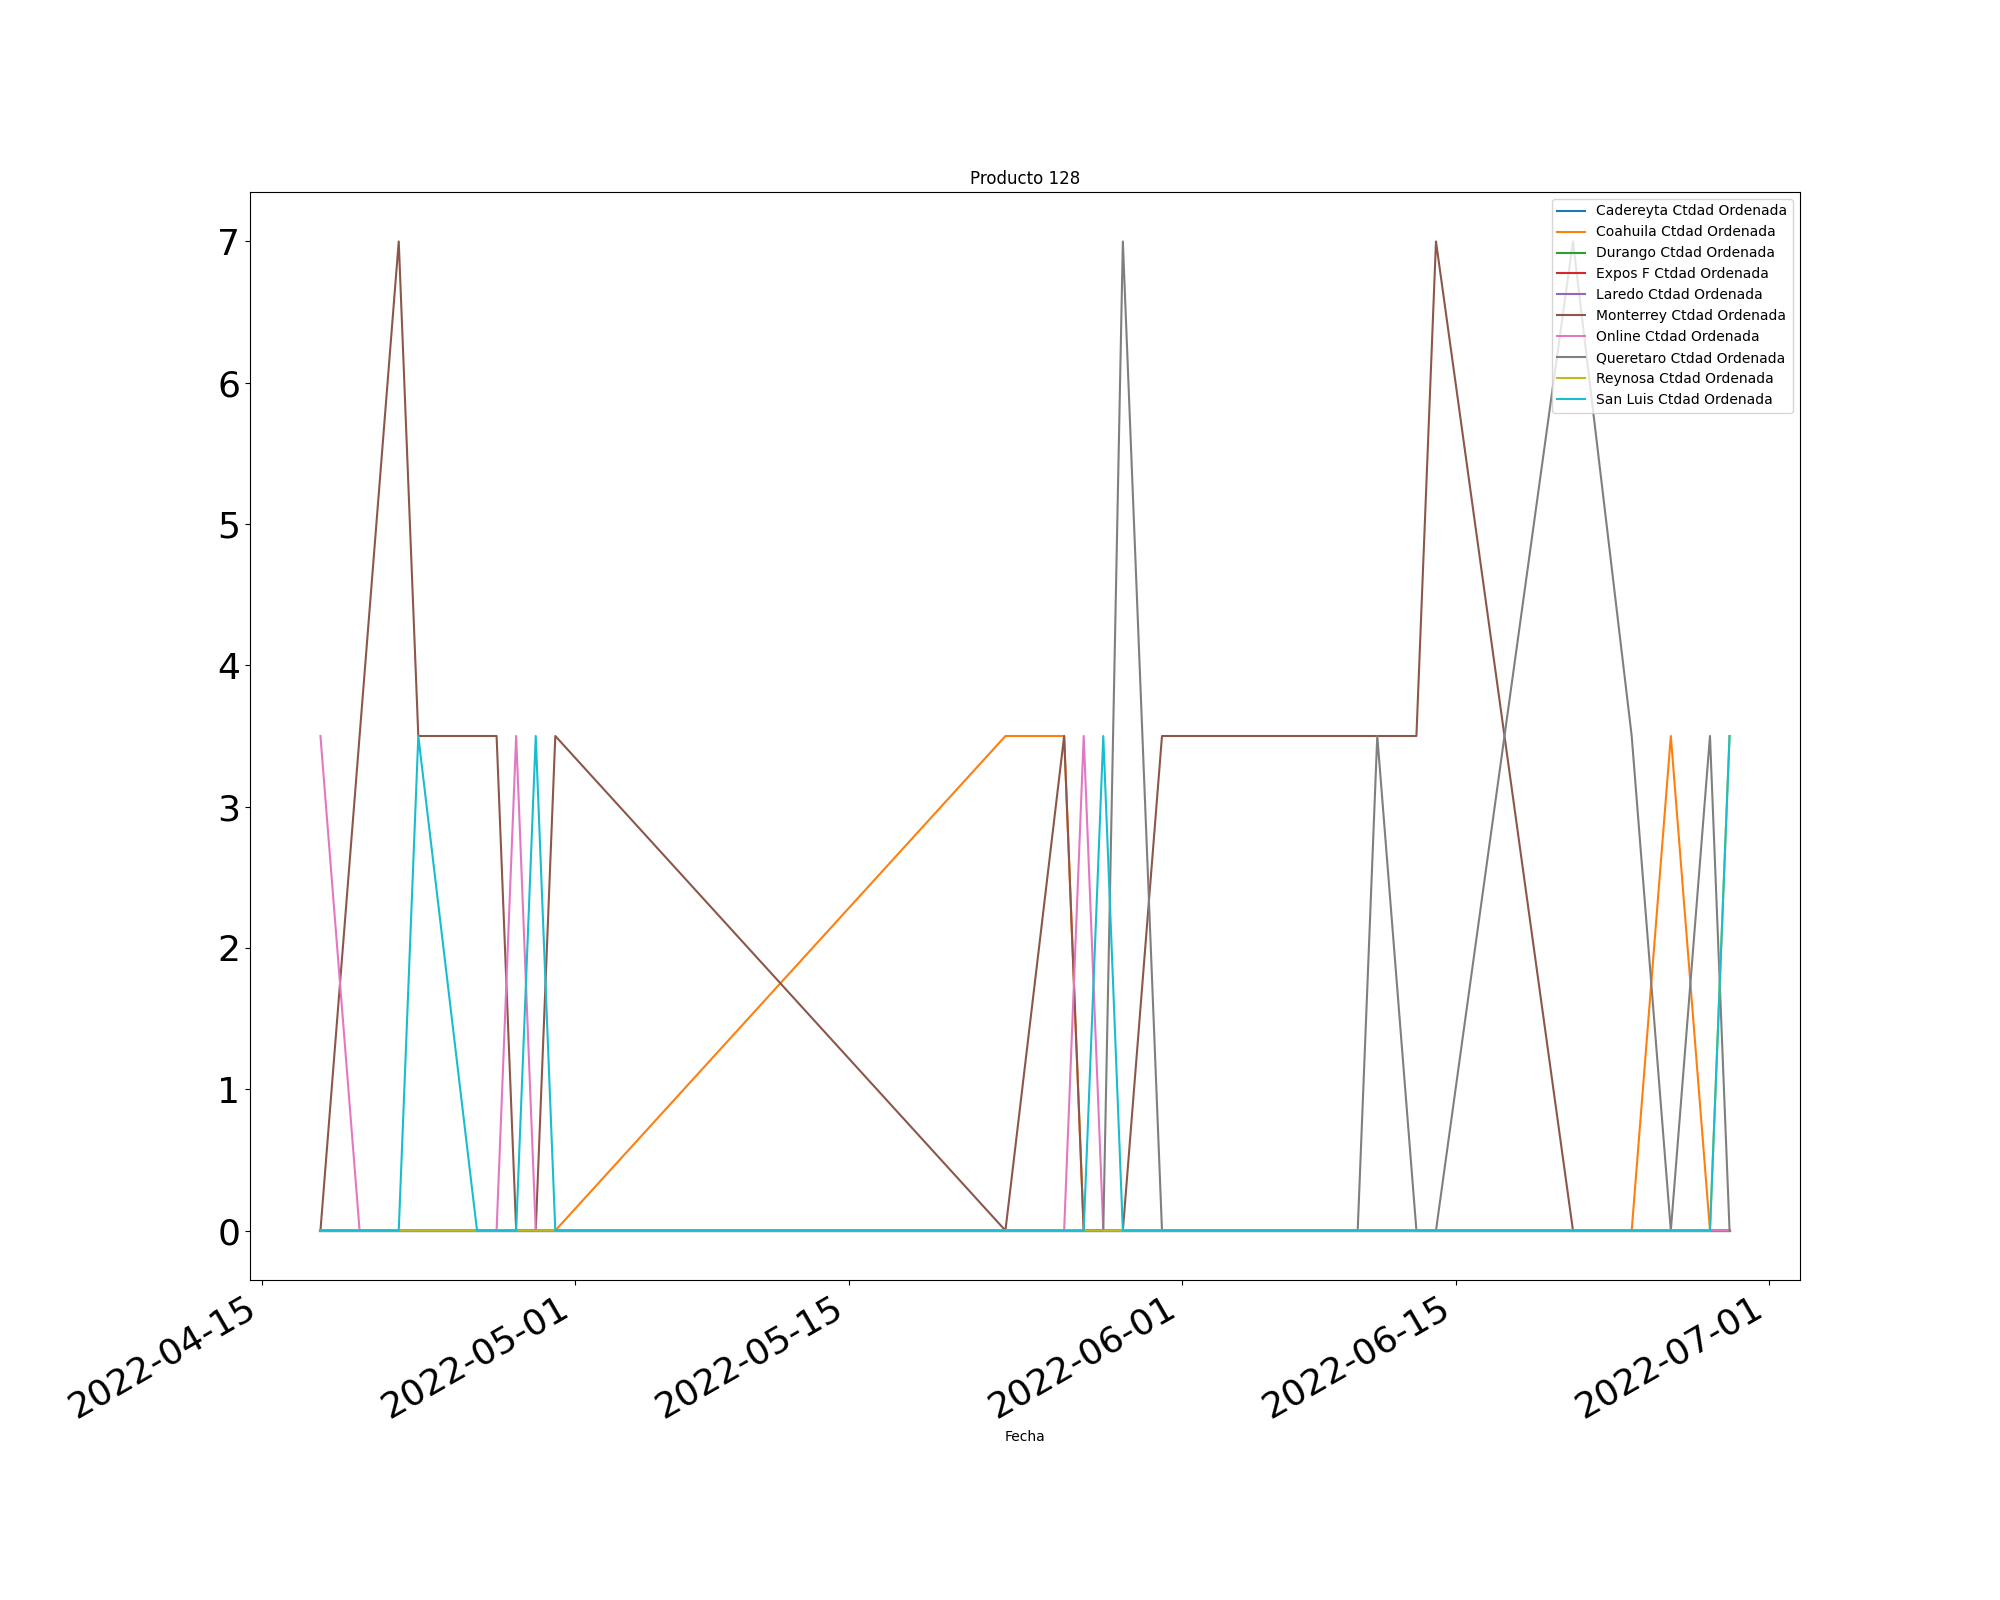 Producto 128
Cadereyta Ctdad Ordenada
Coahuila Ctdad Ordenada
Durango Ctdad Ordenada
Expos F Ctdad Ordenada
Laredo Ctdad Ordenada
Monterrey Ctdad Ordenada
Online Ctdad Ordenada
Queretaro Ctdad Ordenada
Reynosa Ctdad Ordenada
San Luis Ctdad Ordenada
7
6
5
4
3
2
1
0
2022-04-15
2022-05-01
2022-05-15
2022-06-01
2022-06-15
2022-07-01
Fecha